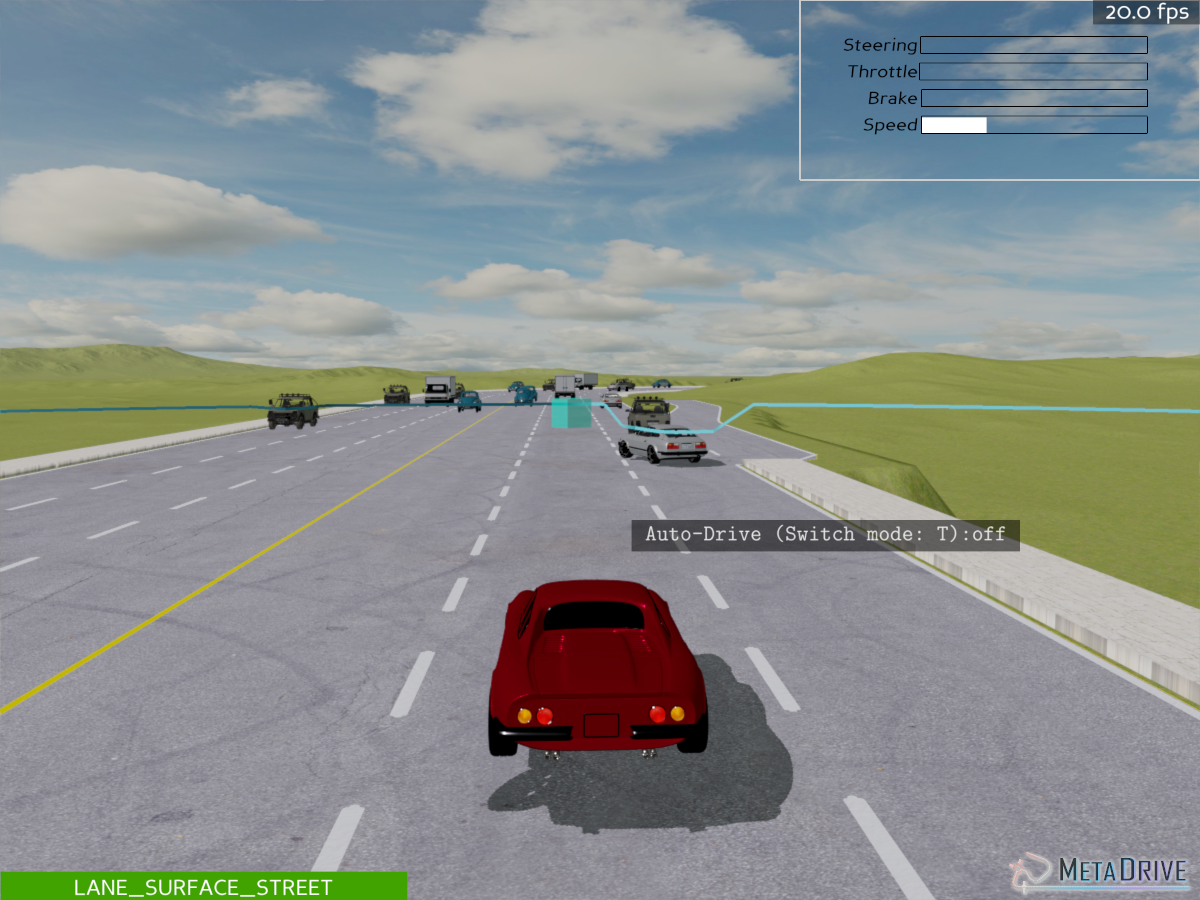 20.0 fps
Steering
Throttle
Brake
Speed
Auto-Drive (Switch mode: T):off
LANE_SURFACE_STREET
METADRIVE